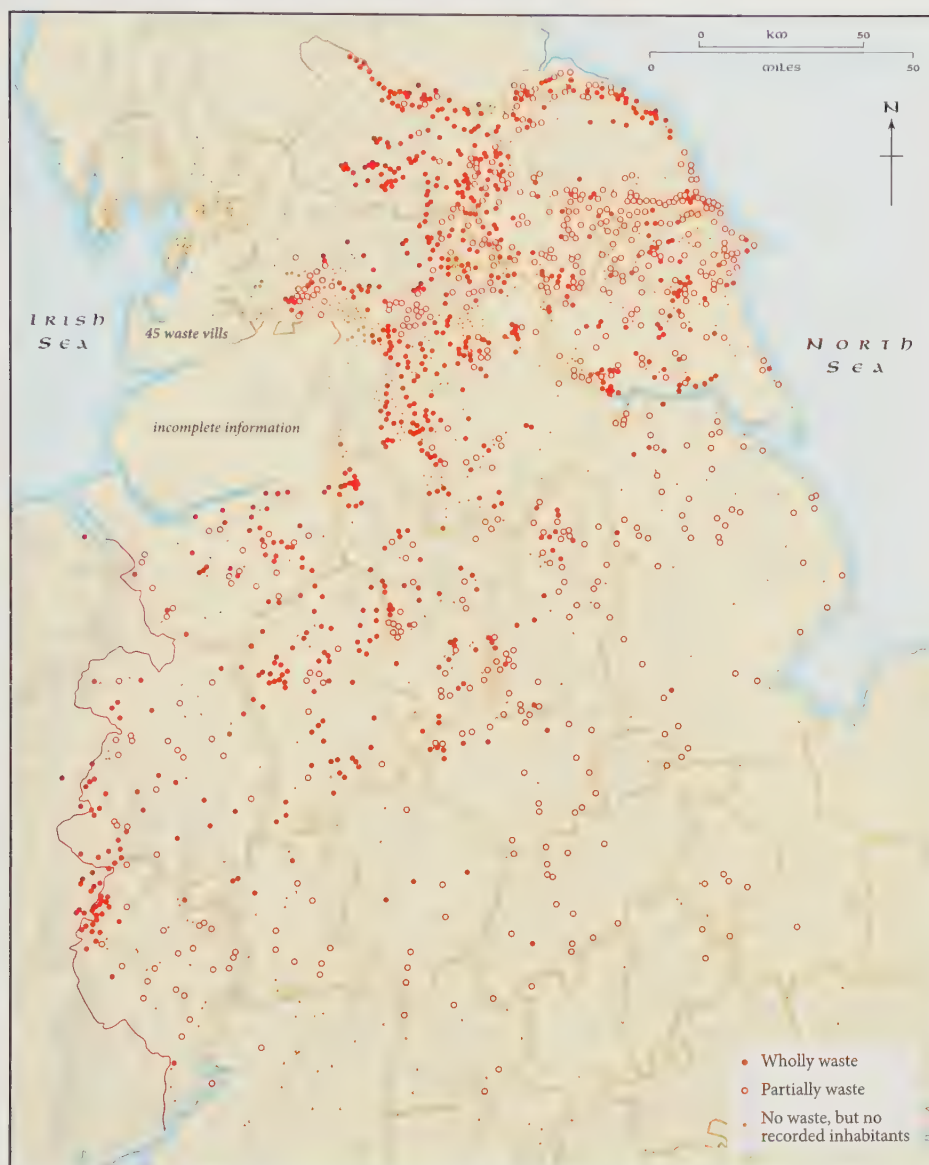 0 km 50
0 miles 50
N
Irish
Sea
45 waste vills
North
Sea
incomplete information
Wholly waste
Partially waste
No waste, but no
recorded inhabitants